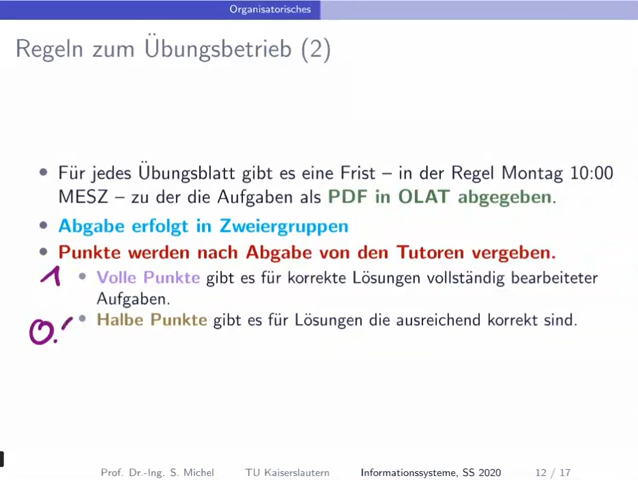 Organisatorisches
Regeln zum Übungsbetrieb (2)
• Für jedes Übungsblatt gibt es eine Frist – in der Regel Montag 10:00
MESZ – zu der die Aufgaben als PDF in OLAT abgegeben.
• Abgabe erfolgt in Zweiergruppen
• Punkte werden nach Abgabe von den Tutoren vergeben.
1 • Volle Punkte gibt es für korrekte Lösungen vollständig bearbeiteter
Aufgaben.
• Halbe Punkte gibt es für Lösungen die ausreichend korrekt sind.
Prof. Dr.-Ing. S. Michel TU Kaiserslautern Informationssysteme, SS 2020 12 / 17